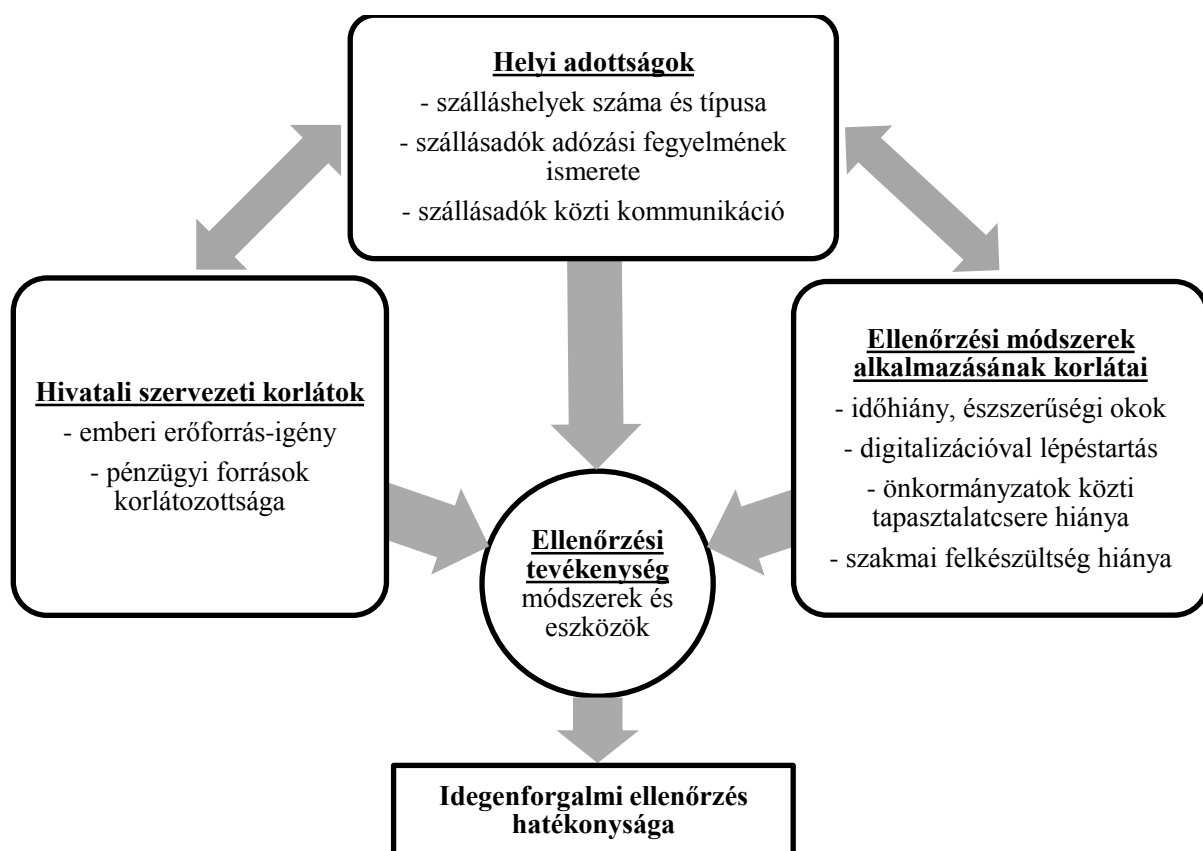 Helyi adottságok
- szálláshelyek száma és típusa
- szállásadók adózási fegyelmének
ismerete
- szállásadók közti kommunikáció
Hivatali szervezeti korlátok
- emberi erőforrás-igény
- pénzügyi források
korlátozottsága
Ellenőrzési módszerek
alkalmazásának korlátai
- időhiány, észszerűségi okok
- digitalizációval lépéstartás
- önkormányzatok közti
tapasztalatcsere hiánya
- szakmai felkészültség hiánya
Ellenőrzési
tevékenység
módszerek és
eszközök
Idegenforgalmi ellenőrzés
hatékonysága